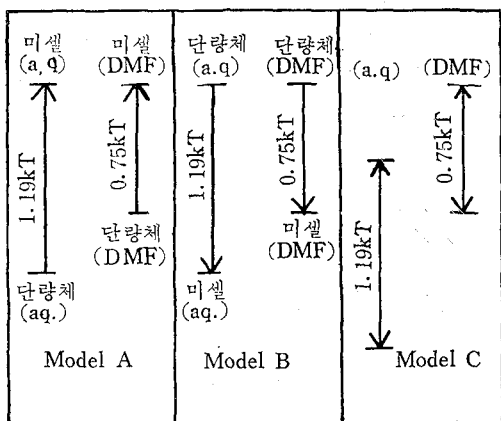 미셀 미셀
(a,q) (DMF)
1.19kT
0.75kT
단량체
(DMF)
단량체
(aq.)
Model A
단량체 단량체
(a.q) (DMF)
1.19kT
0.75kT
미셀
(DMF)
미셀
(aq.)
Model B
(a.q) (DMF)
0.75kT
1.19kT
Model C